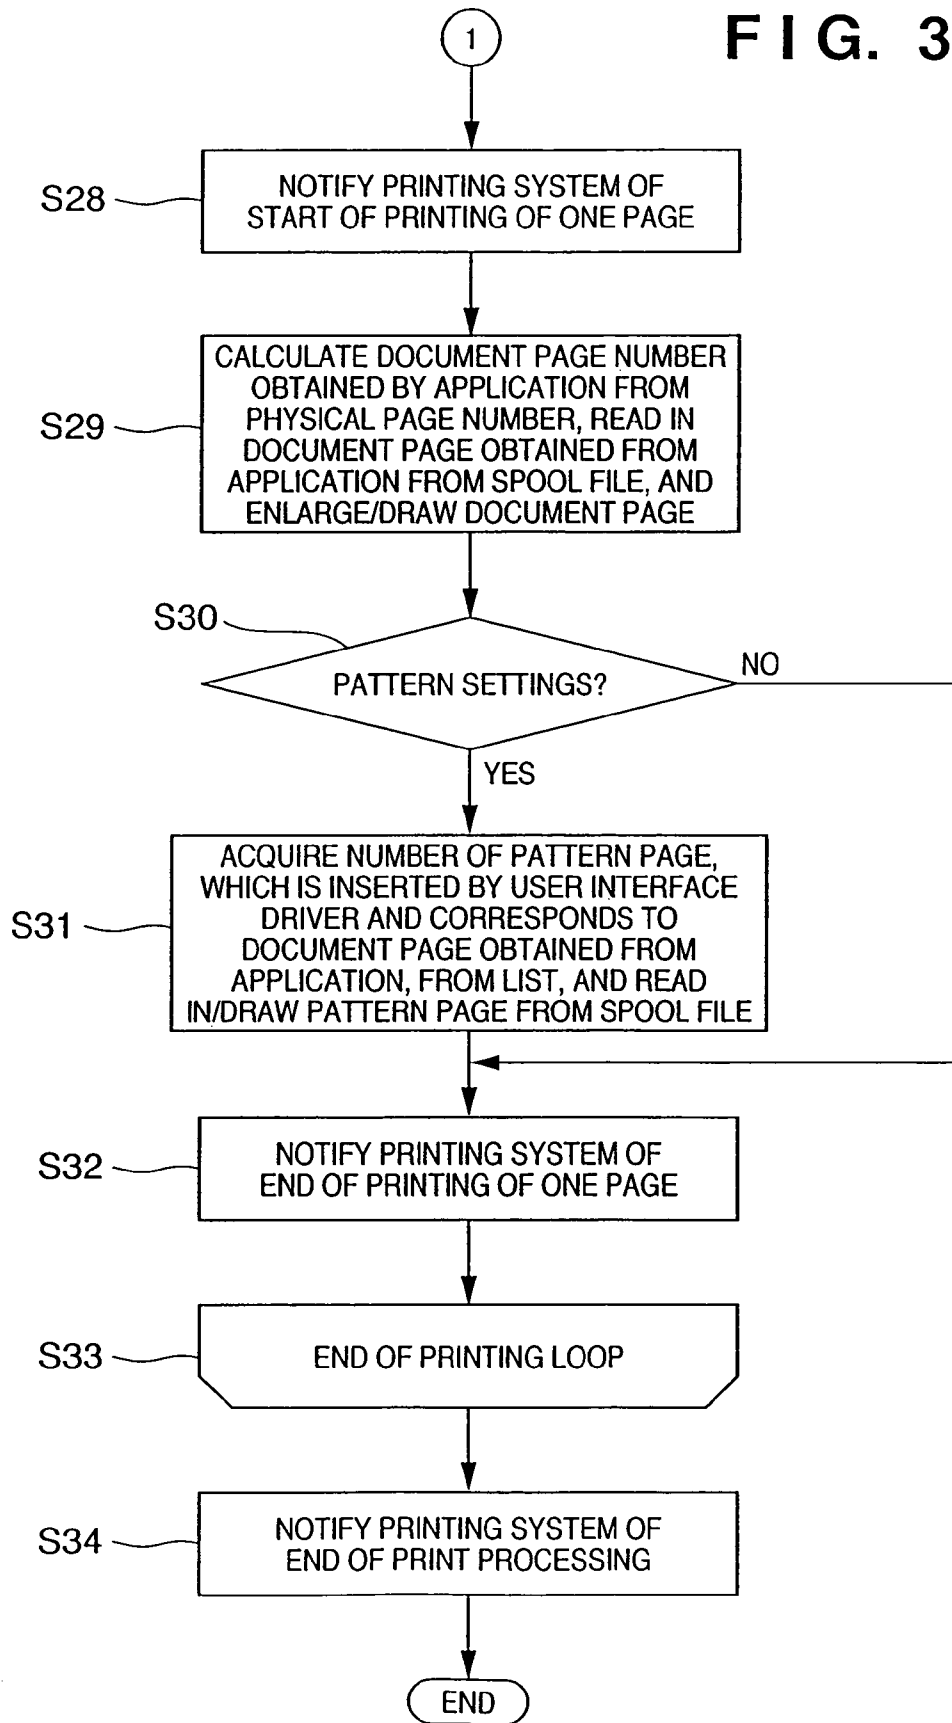 1
FIG. 3
S28
NOTIFY PRINTING SYSTEM OF
START OF PRINTING OF ONE PAGE
S29
CALCULATE DOCUMENT PAGE NUMBER
OBTAINED BY APPLICATION FROM
PHYSICAL PAGE NUMBER, READ IN
DOCUMENT PAGE OBTAINED FROM
APPLICATION FROM SPOOL FILE, AND
ENLARGE/DRAW DOCUMENT PAGE
S30
PATTERN SETTINGS?
NO
YES
S31
ACQUIRE NUMBER OF PATTERN PAGE,
WHICH IS INSERTED BY USER INTERFACE
DRIVER AND CORRESPONDS TO
DOCUMENT PAGE OBTAINED FROM
APPLICATION, FROM LIST, AND READ
IN/DRAW PATTERN PAGE FROM SPOOL FILE
S32
NOTIFY PRINTING SYSTEM OF
END OF PRINTING OF ONE PAGE
S33
END OF PRINTING LOOP
S34
NOTIFY PRINTING SYSTEM OF
END OF PRINT PROCESSING
END